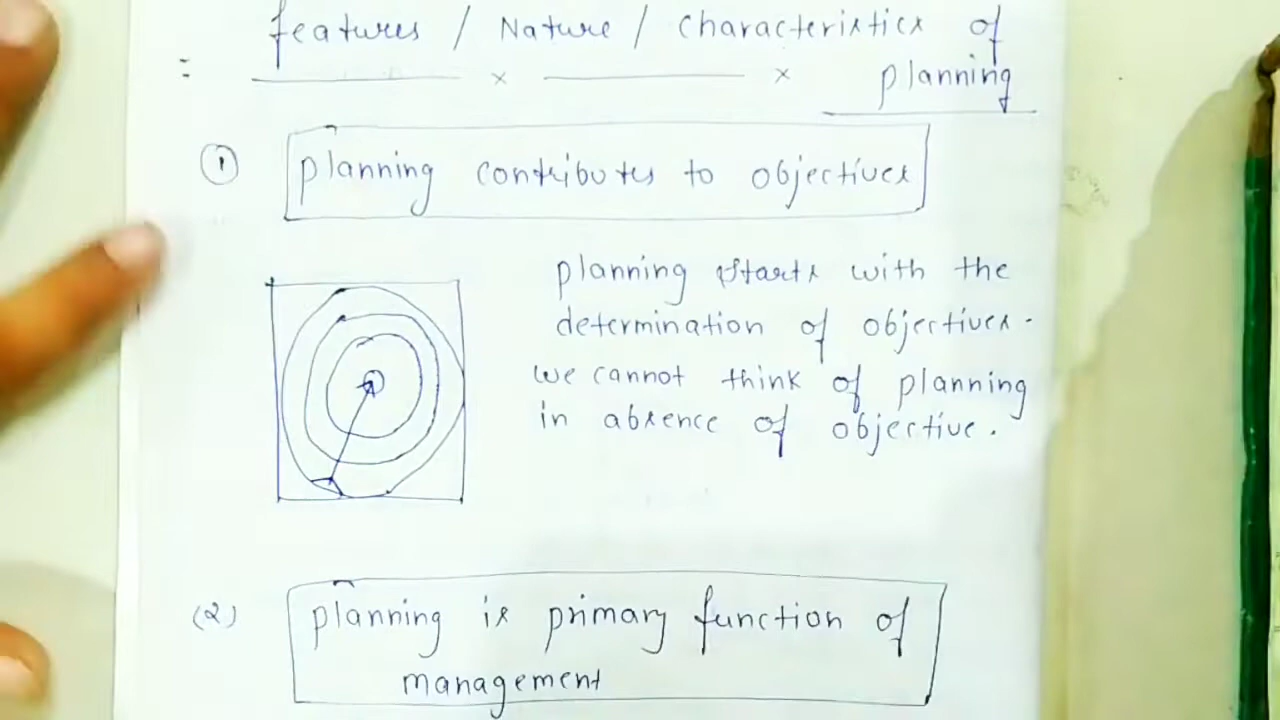 features / Nature / Characteristics of
planning
① planning contributes to objectives
planning starts with the
determination of objectives.
we cannot think of planning
in absence of objective.
(2) planning is primary function of
management